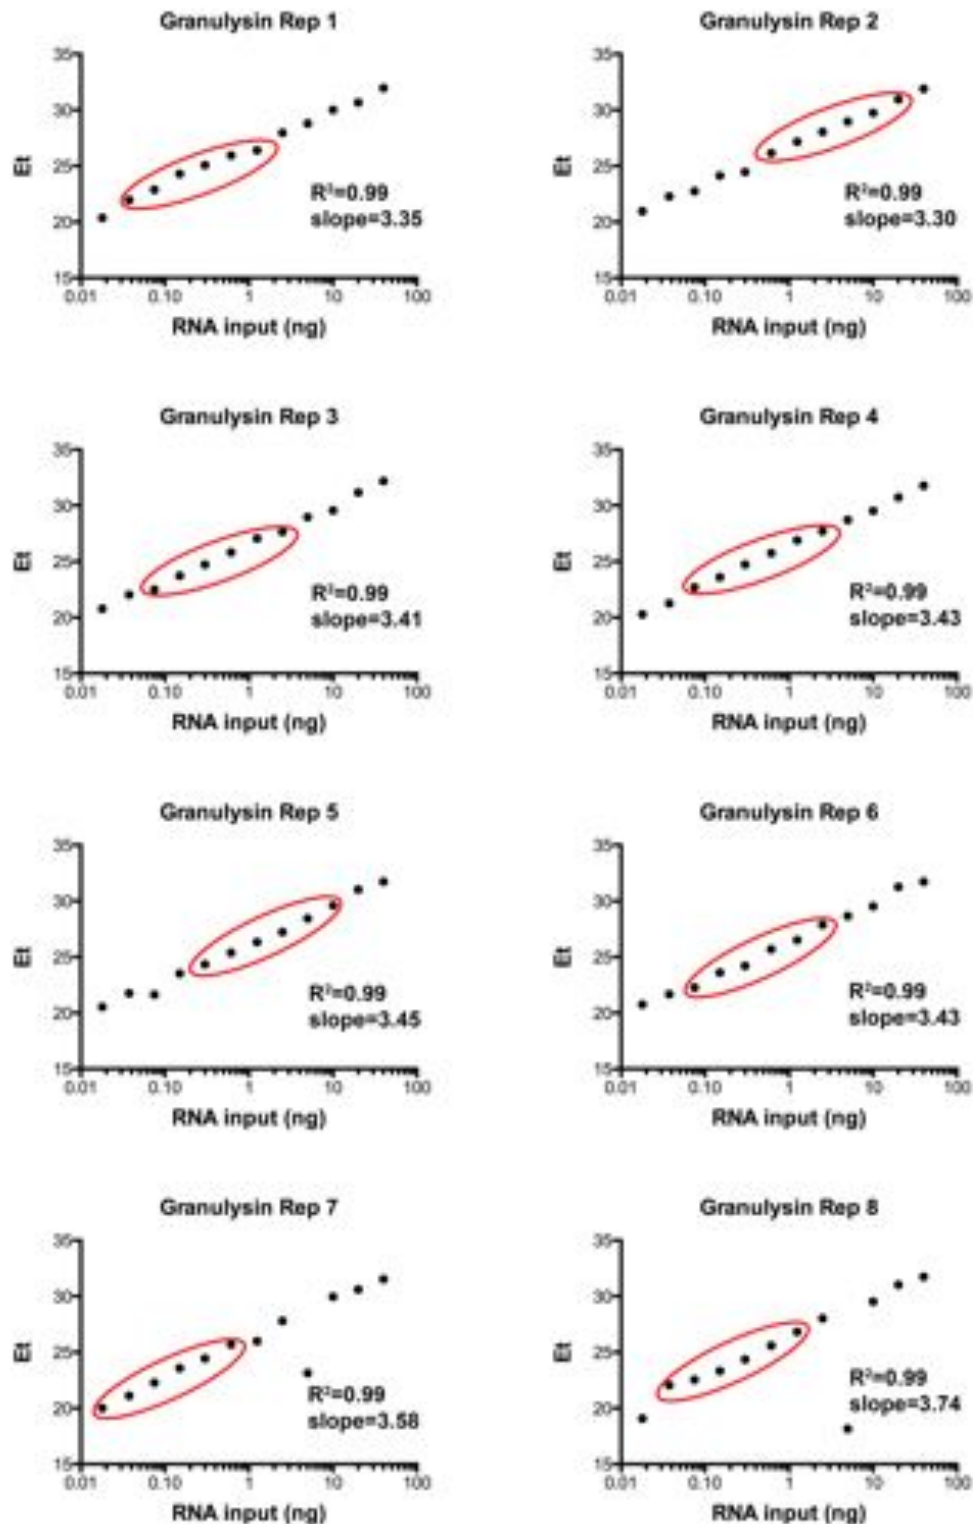 Granulysin Rep 1
35
30
25
20
15
Et
R²=0.99
slope=3.35
0.01 0.10 1 10 100
RNA input (ng)
Granulysin Rep 2
35
30
25
20
15
Et
R²=0.99
slope=3.30
0.01 0.10 1 10 100
RNA input (ng)
Granulysin Rep 3
35
30
25
20
15
Et
R²=0.99
slope=3.41
0.01 0.10 1 10 100
RNA input (ng)
Granulysin Rep 4
35
30
25
20
15
Et
R²=0.99
slope=3.43
0.01 0.10 1 10 100
RNA input (ng)
Granulysin Rep 5
35
30
25
20
15
Et
R²=0.99
slope=3.45
0.01 0.10 1 10 100
RNA input (ng)
Granulysin Rep 6
35
30
25
20
15
Et
R²=0.99
slope=3.43
0.01 0.10 1 10 100
RNA input (ng)
Granulysin Rep 7
35
30
25
20
15
Et
R²=0.99
slope=3.58
0.01 0.10 1 10 100
RNA input (ng)
Granulysin Rep 8
35
30
25
20
15
Et
R²=0.99
slope=3.74
0.01 0.10 1 10 100
RNA input (ng)